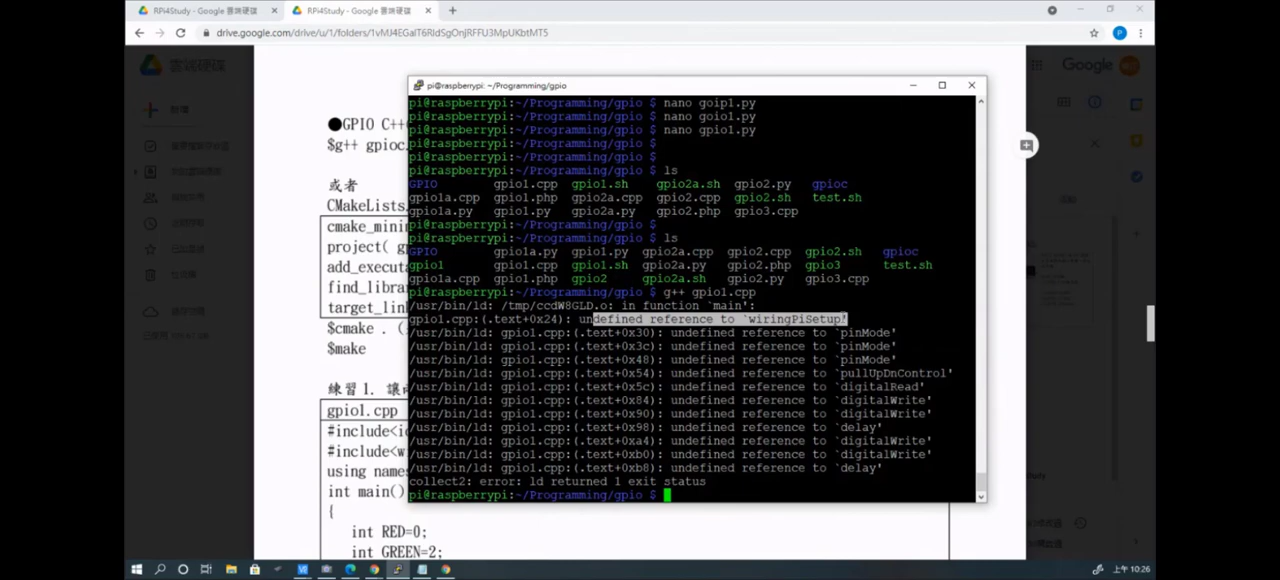 RPi4Study - Google 雲端硬碟
RPi4Study - Google 雲端硬碟
drive.google.com/drive/u/1/folders/1vMJ4EGalT6RldSgOnjRFFU3MpUKbtMT5
雲端硬碟
Google
●GPIO C++
$g++ gpioc
或者
CMakeLists
cmake_mini
project( g
add_execut
find_libra
target_lin
$cmake . (
$make
練習 1.
gpio1.cpp
#include<i
#include<w
using names
int main()
{
int RED=0;
int GREEN=2;
pi@raspberrypi: ~/Programming/gpio
pi@raspberrypi:~/Programming/gpio $ nano goip1.py
pi@raspberrypi:~/Programming/gpio $ nano goio1.py
pi@raspberrypi:~/Programming/gpio $ nano gpio1.py
pi@raspberrypi:~/Programming/gpio $
pi@raspberrypi:~/Programming/gpio $
pi@raspberrypi:~/Programming/gpio $ ls
GPIO gpio1.cpp gpio1.sh gpio2a.sh gpio2.py gpioc
gpio1a.cpp gpio1.php gpio2a.cpp gpio2.cpp gpio2.sh test.sh
gpio1a.py gpio1.py gpio2a.py gpio2.php gpio3.cpp
pi@raspberrypi:~/Programming/gpio $
pi@raspberrypi:~/Programming/gpio $ ls
GPIO gpio1a.py gpio1.py gpio2a.cpp gpio2.cpp gpio2.sh gpioc
gpio1 gpio1.cpp gpio1.sh gpio2a.py gpio2.php gpio3 test.sh
gpio1a.cpp gpio1.php gpio2 gpio2a.sh gpio2.py gpio3.cpp
pi@raspberrypi:~/Programming/gpio $ g++ gpio1.cpp
/usr/bin/ld: /tmp/ccdW8GLD.o: in function `main':
gpio1.cpp:(.text+0x24): undefined reference to `wiringPiSetup'
/usr/bin/ld: gpio1.cpp:(.text+0x30): undefined reference to `pinMode'
/usr/bin/ld: gpio1.cpp:(.text+0x3c): undefined reference to `pinMode'
/usr/bin/ld: gpio1.cpp:(.text+0x48): undefined reference to `pinMode'
/usr/bin/ld: gpio1.cpp:(.text+0x54): undefined reference to `pullUpDnControl'
/usr/bin/ld: gpio1.cpp:(.text+0x5c): undefined reference to `digitalRead'
/usr/bin/ld: gpio1.cpp:(.text+0x84): undefined reference to `digitalWrite'
/usr/bin/ld: gpio1.cpp:(.text+0x90): undefined reference to `digitalWrite'
/usr/bin/ld: gpio1.cpp:(.text+0x98): undefined reference to `delay'
/usr/bin/ld: gpio1.cpp:(.text+0xa4): undefined reference to `digitalWrite'
/usr/bin/ld: gpio1.cpp:(.text+0xb0): undefined reference to `digitalWrite'
/usr/bin/ld: gpio1.cpp:(.text+0xb8): undefined reference to `delay'
collect2: error: ld returned 1 exit status
pi@raspberrypi:~/Programming/gpio $
上午 10:26